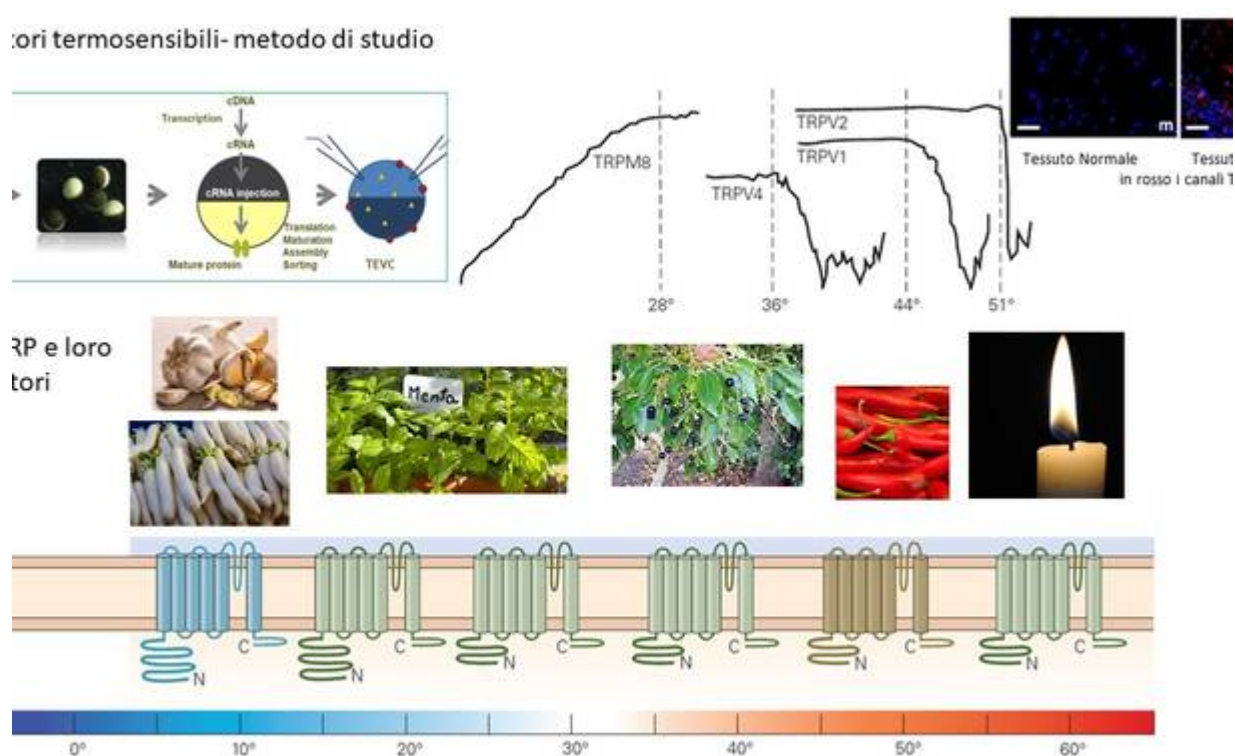 tori termosensibili- metodo di studio
cDNA
Transcription
cRNA
cRNA injection
Translation
Maturation
Assembly
Sorting
Mature protein
TEVC
TRPM8
TRPV4
TRPV2
TRPV1
28°
36°
44°
51°
m
Tessuto Normale
Tessut
in rosso I canali T
RP e loro
tori
Menta
N
C
N
C
N
C
N
C
N
C
N
C
0°
10°
20°
30°
40°
50°
60°